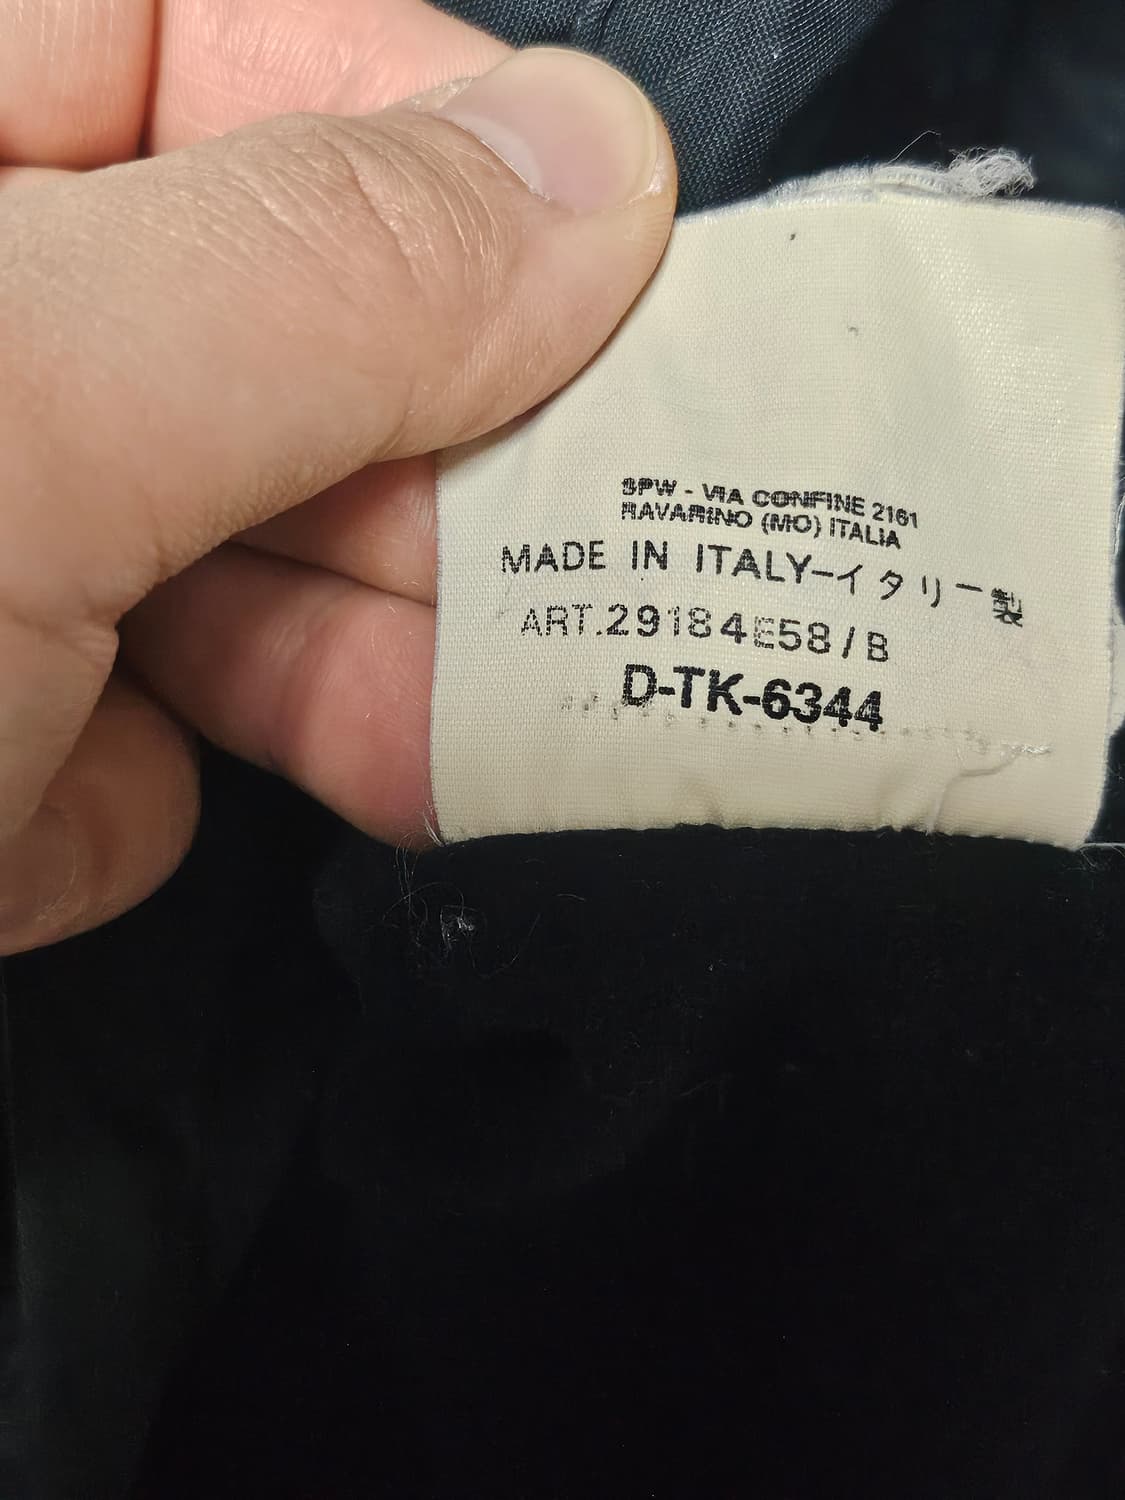 SPW - VIA CONFINE 2161
RAVARINO (MO) ITALIA
MADE IN ITALY-イタリー製
ART.29184E58/B
D-TK-6344